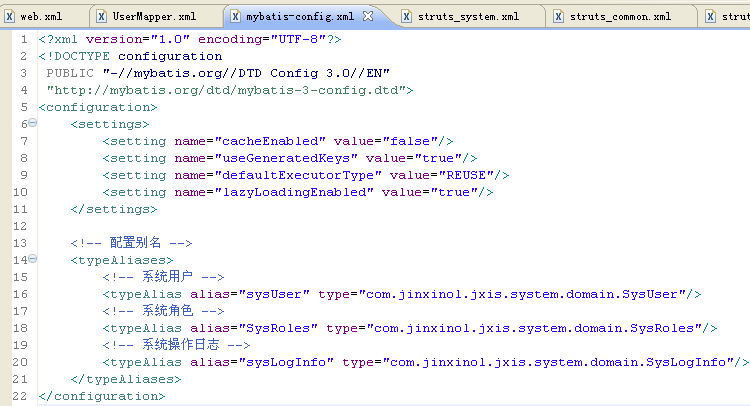 web.xml UserMapper.xml mybatis-config.xml struts_system.xml struts_common.xml strut
1 <?xml version="1.0" encoding="UTF-8"?>
2 <!DOCTYPE configuration
3 PUBLIC "-//mybatis.org//DTD Config 3.0//EN"
4 "http://mybatis.org/dtd/mybatis-3-config.dtd">
5 <configuration>
6 <settings>
7 <setting name="cacheEnabled" value="false"/>
8 <setting name="useGeneratedKeys" value="true"/>
9 <setting name="defaultExecutorType" value="REUSE"/>
10 <setting name="lazyLoadingEnabled" value="true"/>
11 </settings>
12
13 <!-- 配置别名 -->
14 <typeAliases>
15 <!-- 系统用户 -->
16 <typeAlias alias="sysUser" type="com.jinxinol.jxis.system.domain.SysUser"/>
17 <!-- 系统角色 -->
18 <typeAlias alias="SysRoles" type="com.jinxinol.jxis.system.domain.SysRoles"/>
19 <!-- 系统操作日志 -->
20 <typeAlias alias="sysLogInfo" type="com.jinxinol.jxis.system.domain.SysLogInfo"/>
21 </typeAliases>
22 </configuration>